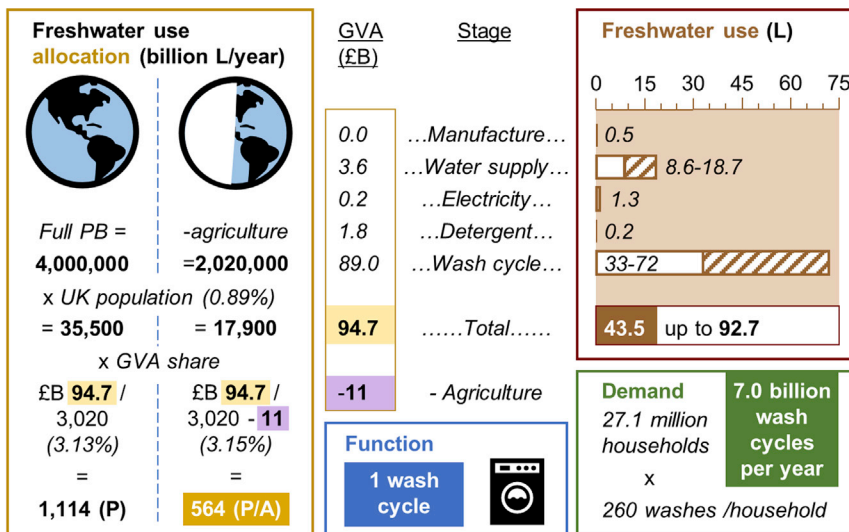 Freshwater use
allocation (billion L/year)
Full PB =
4,000,000
-agriculture
=2,020,000
x UK population (0.89%)
= 35,500
= 17,900
x GVA share
£B 94.7 /
3,020
(3.13%)
=
1,114 (P)
£B 94.7 /
3,020 - 11
(3.15%)
=
564 (P/A)
GVA
(£B)
Stage
0.0 …Manufacture…
3.6 …Water supply…
0.2 …Electricity…
1.8 …Detergent…
89.0 …Wash cycle…
94.7 ……Total……
-11 - Agriculture
Function
1 wash
cycle
Freshwater use (L)
0 15 30 45 60 75
0.5
8.6-18.7
1.3
0.2
33-72
43.5 up to 92.7
Demand
27.1 million
households
x
260 washes /household
7.0 billion
wash
cycles
per year